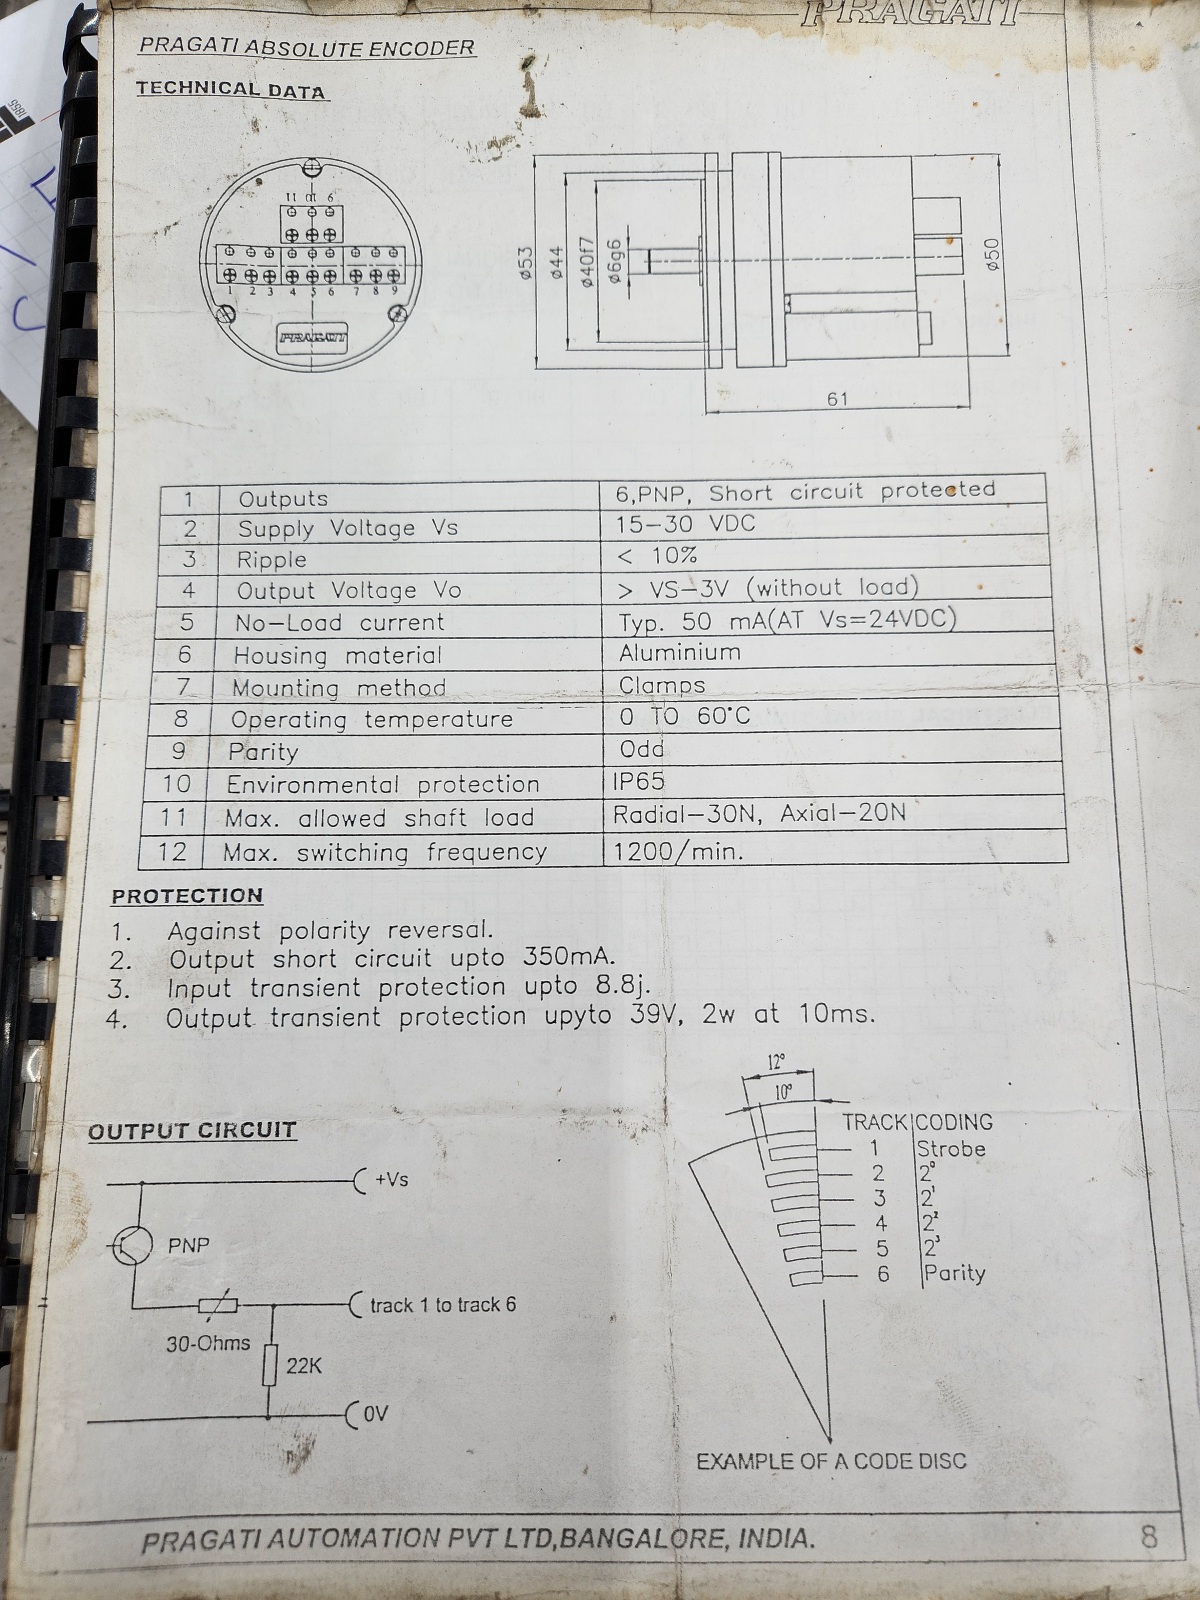 PRAGATI
PRAGATI ABSOLUTE ENCODER
TECHNICAL DATA
1855
11 10 6
1 2 3 4 5 6 7 8 9
PRAGATI
ø53
ø44
ø40f7
ø6g6
ø50
61
1 Outputs 6,PNP, Short circuit protected
2 Supply Voltage Vs 15-30 VDC
3 Ripple < 10%
4 Output Voltage Vo > VS-3V (without load)
5 No-Load current Typ. 50 mA(AT Vs=24VDC)
6 Housing material Aluminium
7 Mounting method Clamps
8 Operating temperature 0 TO 60°C
9 Parity Odd
10 Environmental protection IP65
11 Max. allowed shaft load Radial-30N, Axial-20N
12 Max. switching frequency 1200/min.
PROTECTION
1. Against polarity reversal.
2. Output short circuit upto 350mA.
3. Input transient protection upto 8.8j.
4. Output transient protection upyto 39V, 2w at 10ms.
OUTPUT CIRCUIT
+Vs
PNP
track 1 to track 6
30-Ohms
22K
0V
12°
10°
TRACK CODING
1 Strobe
2 2⁰
3 2¹
4 2²
5 2³
6 Parity
EXAMPLE OF A CODE DISC
PRAGATI AUTOMATION PVT LTD,BANGALORE, INDIA. 8